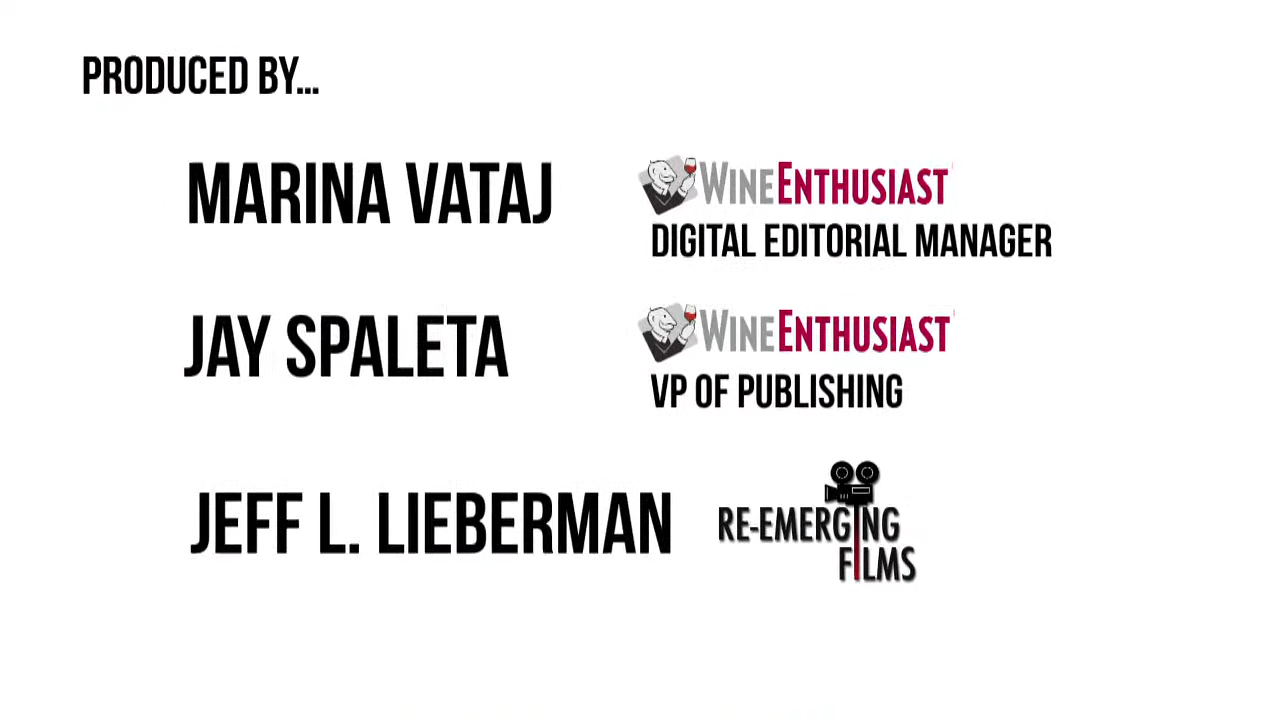 PRODUCED BY...
MARINA VATAJ
WINE ENTHUSIAST
DIGITAL EDITORIAL MANAGER
JAY SPALETA
WINE ENTHUSIAST
VP OF PUBLISHING
JEFF L. LIEBERMAN
RE-EMERGING
FILMS